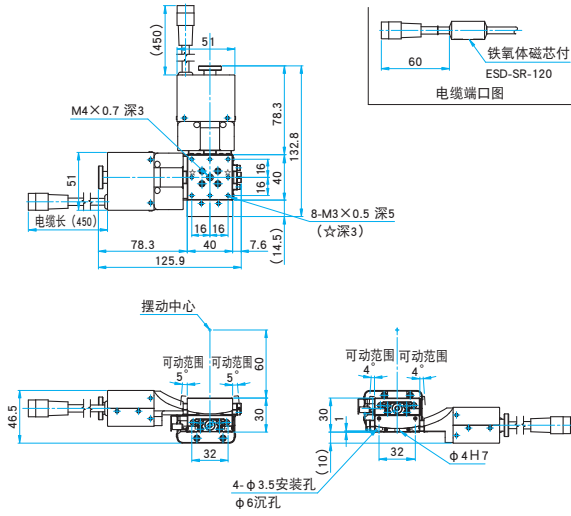 (450)
51
60
铁氧体磁芯付
ESD-SR-120
电缆端口图
M4×0.7 深3
78.3
132.8
51
16
16
40
电缆长 (450)
8-M3×0.5 深5
(☆深3)
16
16
(14.5)
78.3
40
7.6
125.9
摆动中心
可动范围
5°
可动范围
5°
60
30
46.5
32
可动范围
4°
可动范围
4°
30
1
(10)
32
φ4H7
4-φ3.5安装孔
φ6沉孔